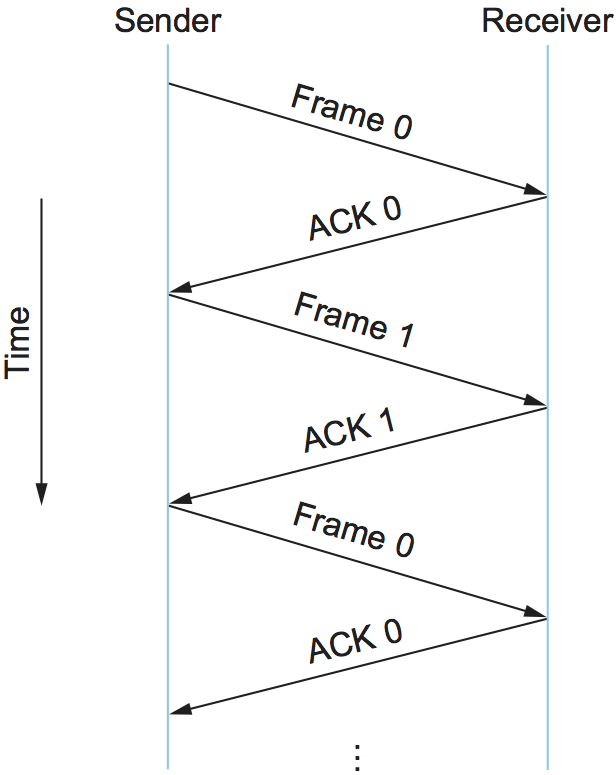 Sender
Receiver
Frame 0
ACK 0
Frame 1
Time
ACK 1
Frame 0
ACK 0